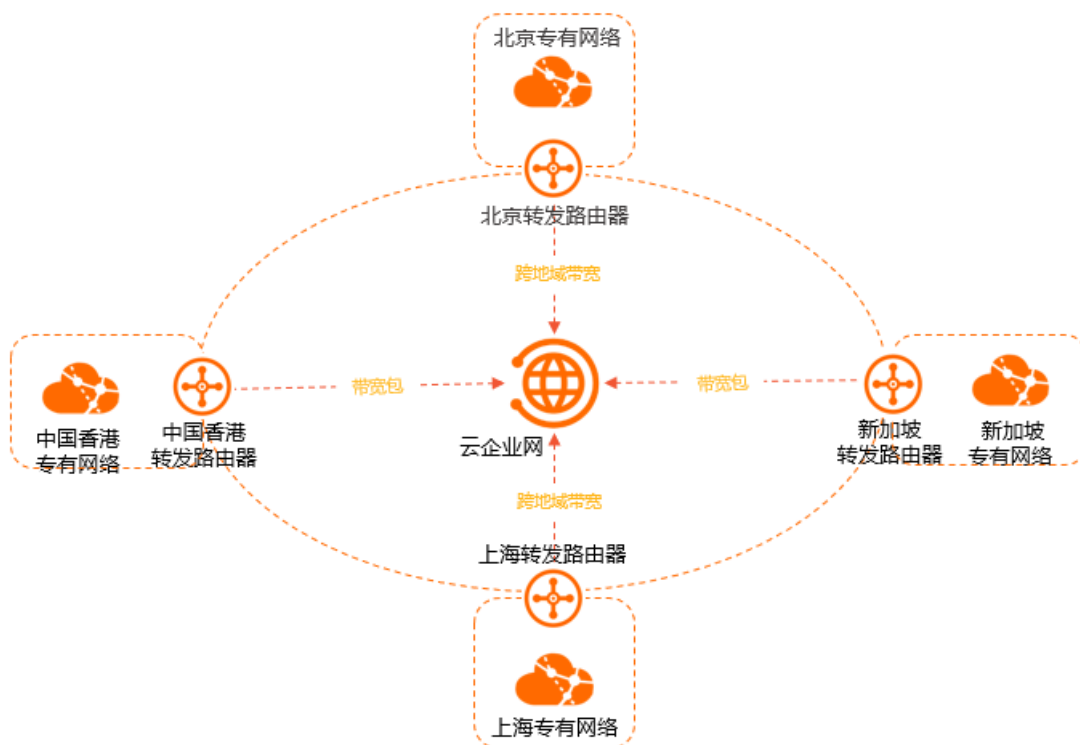 北京专有网络
北京转发路由器
跨地域带宽
带宽包
带宽包
中国香港
专有网络
中国香港
转发路由器
云企业网
新加坡
转发路由器
新加坡
专有网络
跨地域带宽
上海转发路由器
上海专有网络